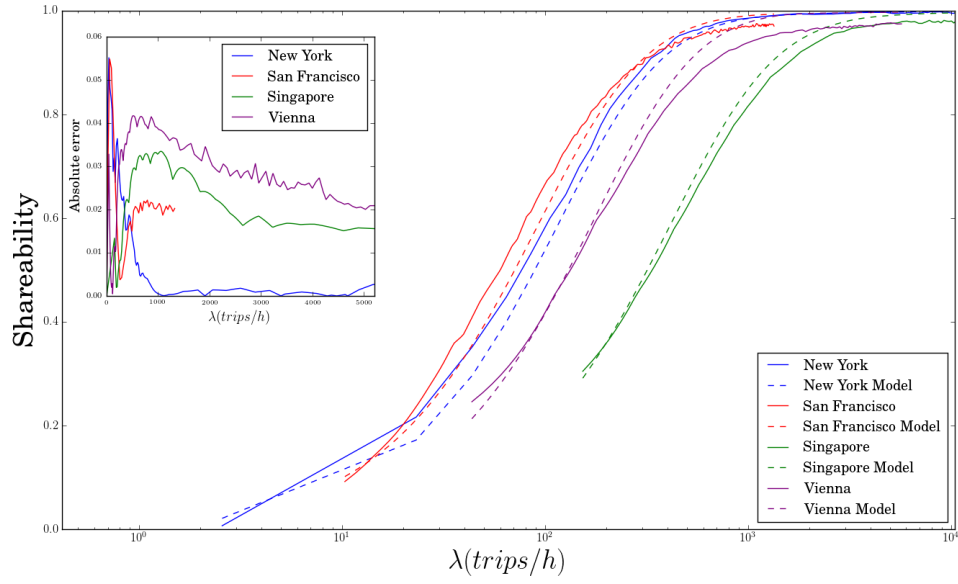 1.0
0.8
0.6
0.4
0.2
0.0
Shareability
10^0
10^1
10^2
10^3
10^4
λ(trips/h)
0.06
0.05
0.04
0.03
0.02
0.01
0.00
Absolute error
0
1000
2000
3000
4000
5000
λ(trips/h)
New York
San Francisco
Singapore
Vienna
New York
New York Model
San Francisco
San Francisco Model
Singapore
Singapore Model
Vienna
Vienna Model